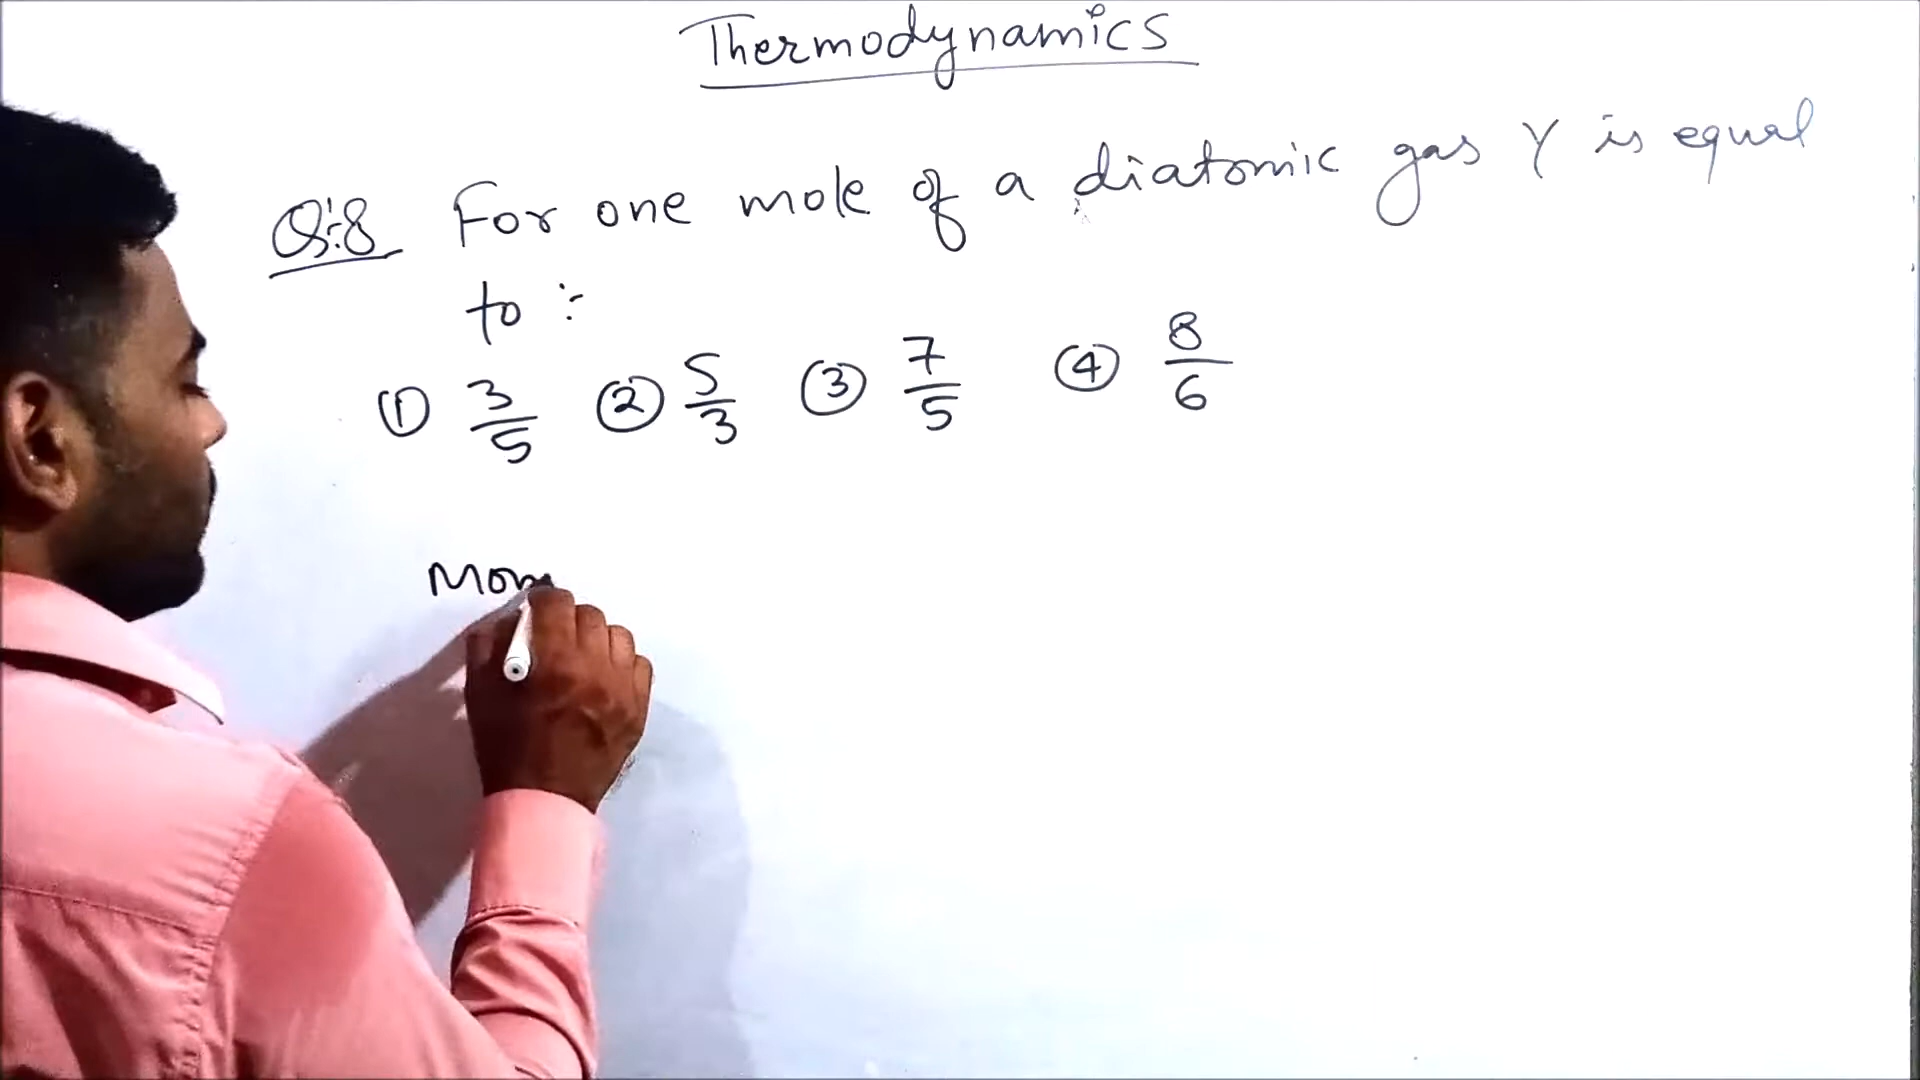 Thermodynamics
Q:8 For one mole of a diatomic gas γ is equal
to :-
① 3/5 ② 5/3 ③ 7/5 ④ 8/6
Mon